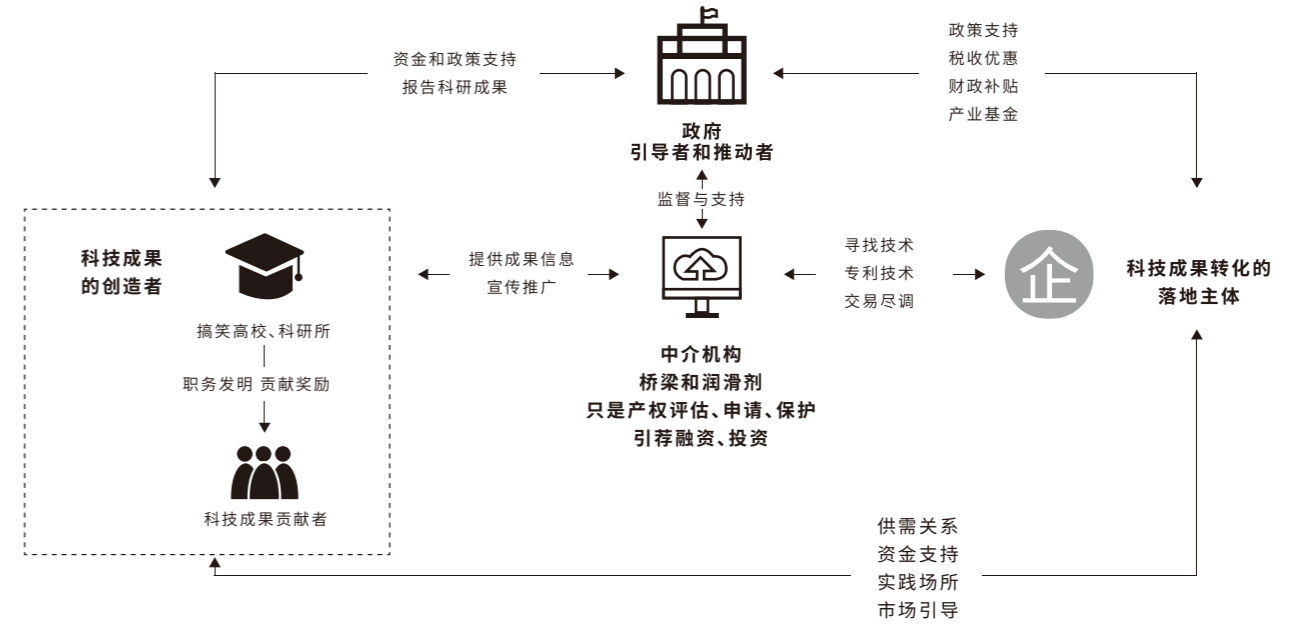 资金和政策支持
报告科研成果
政府
引导者和推动者
政策支持
税收优惠
财政补贴
产业基金
监督与支持
科技成果
的创造者
搞笑高校、科研所
职务发明 贡献奖励
科技成果贡献者
提供成果信息
宣传推广
中介机构
桥梁和润滑剂
只是产权评估、申请、保护
引荐融资、投资
寻找技术
专利技术
交易尽调
企
科技成果转化的
落地主体
供需关系
资金支持
实践场所
市场引导